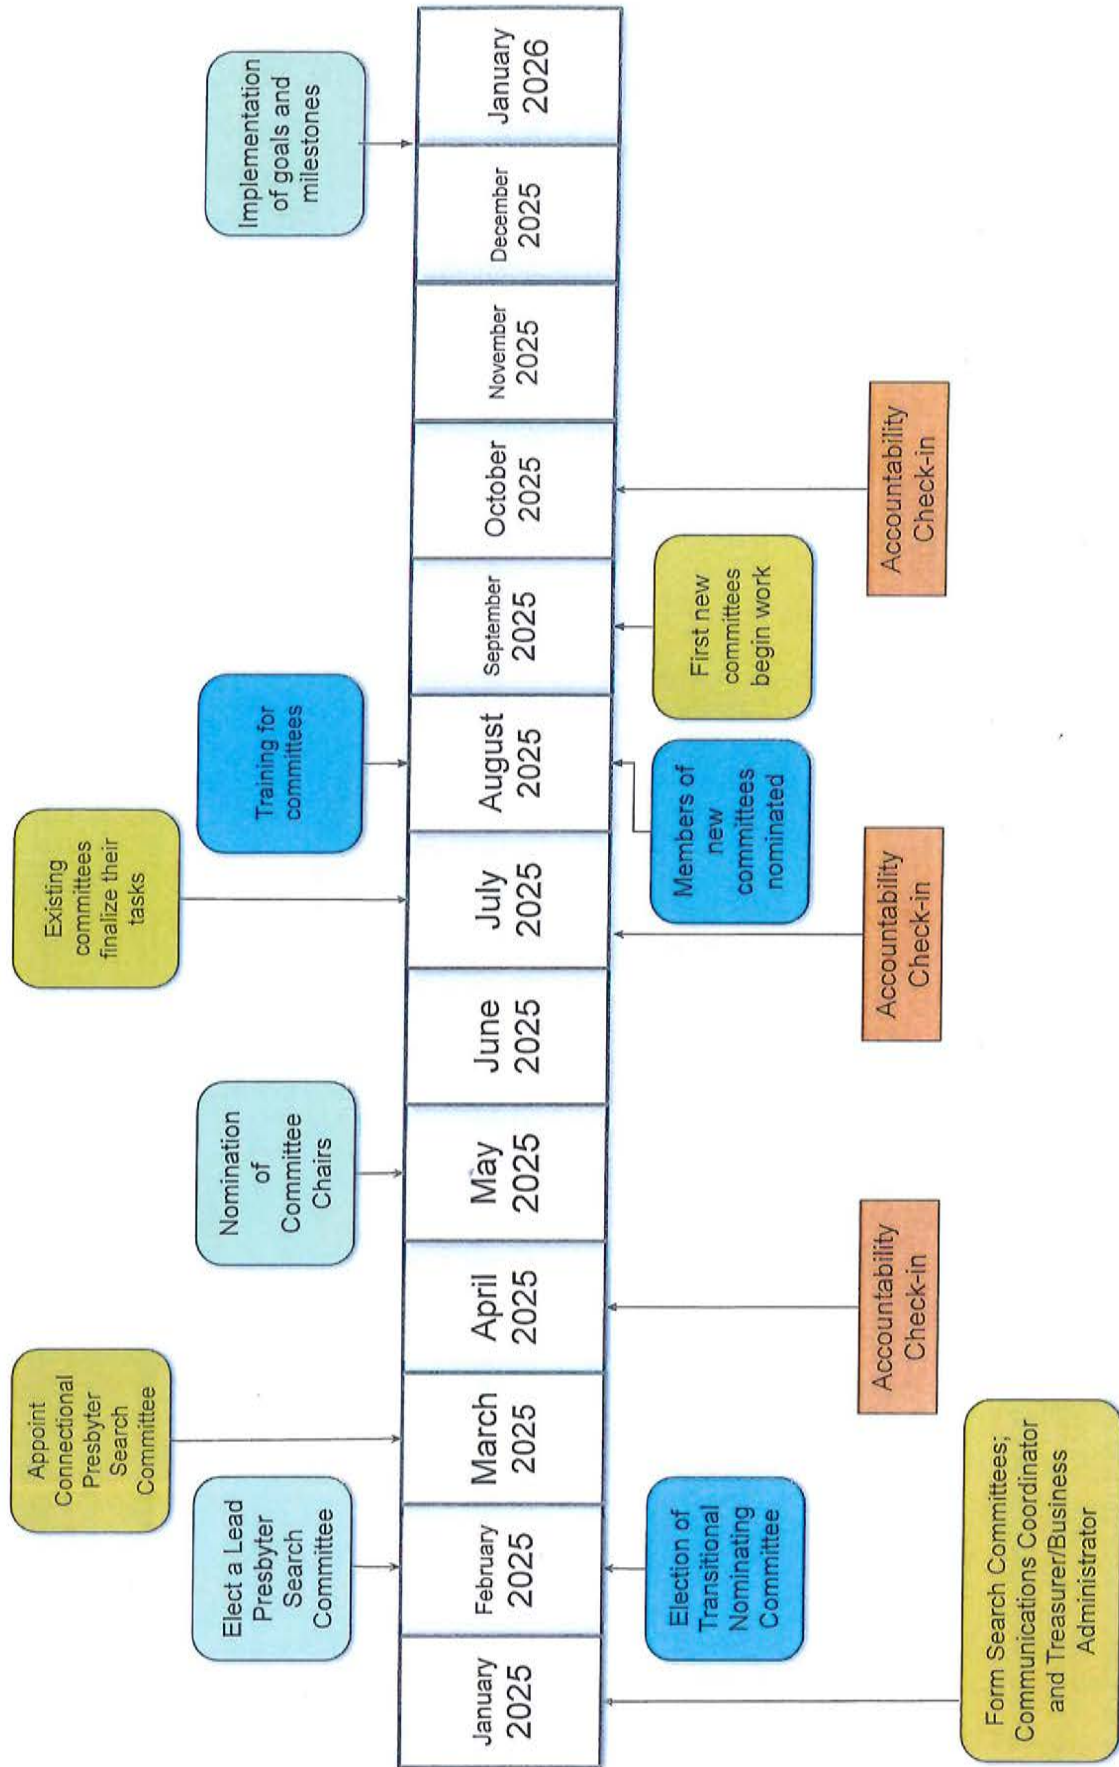 Appoint
Connectional
Presbyter
Search
Committee
Existing
committees
finalize their
tasks
Elect a Lead
Presbyter
Search
Committee
Nomination
of
Committee
Chairs
Training for
committees
Implementation
of goals and
milestones
January
2025
February
2025
March
2025
April
2025
May
2025
June
2025
July
2025
August
2025
September
2025
October
2025
November
2025
December
2025
January
2026
Election of
Transitional
Nominating
Committee
Members of
new
committees
nominated
First new
committees
begin work
Accountability
Check-in
Accountability
Check-in
Accountability
Check-in
Form Search Committees;
Communications Coordinator
and Treasurer/Business
Administrator